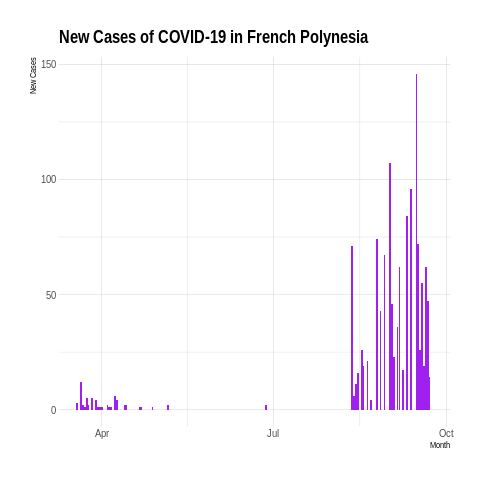 New Cases of COVID-19 in French Polynesia
New Cases
150
100
50
0
Apr
Jul
Oct
Month